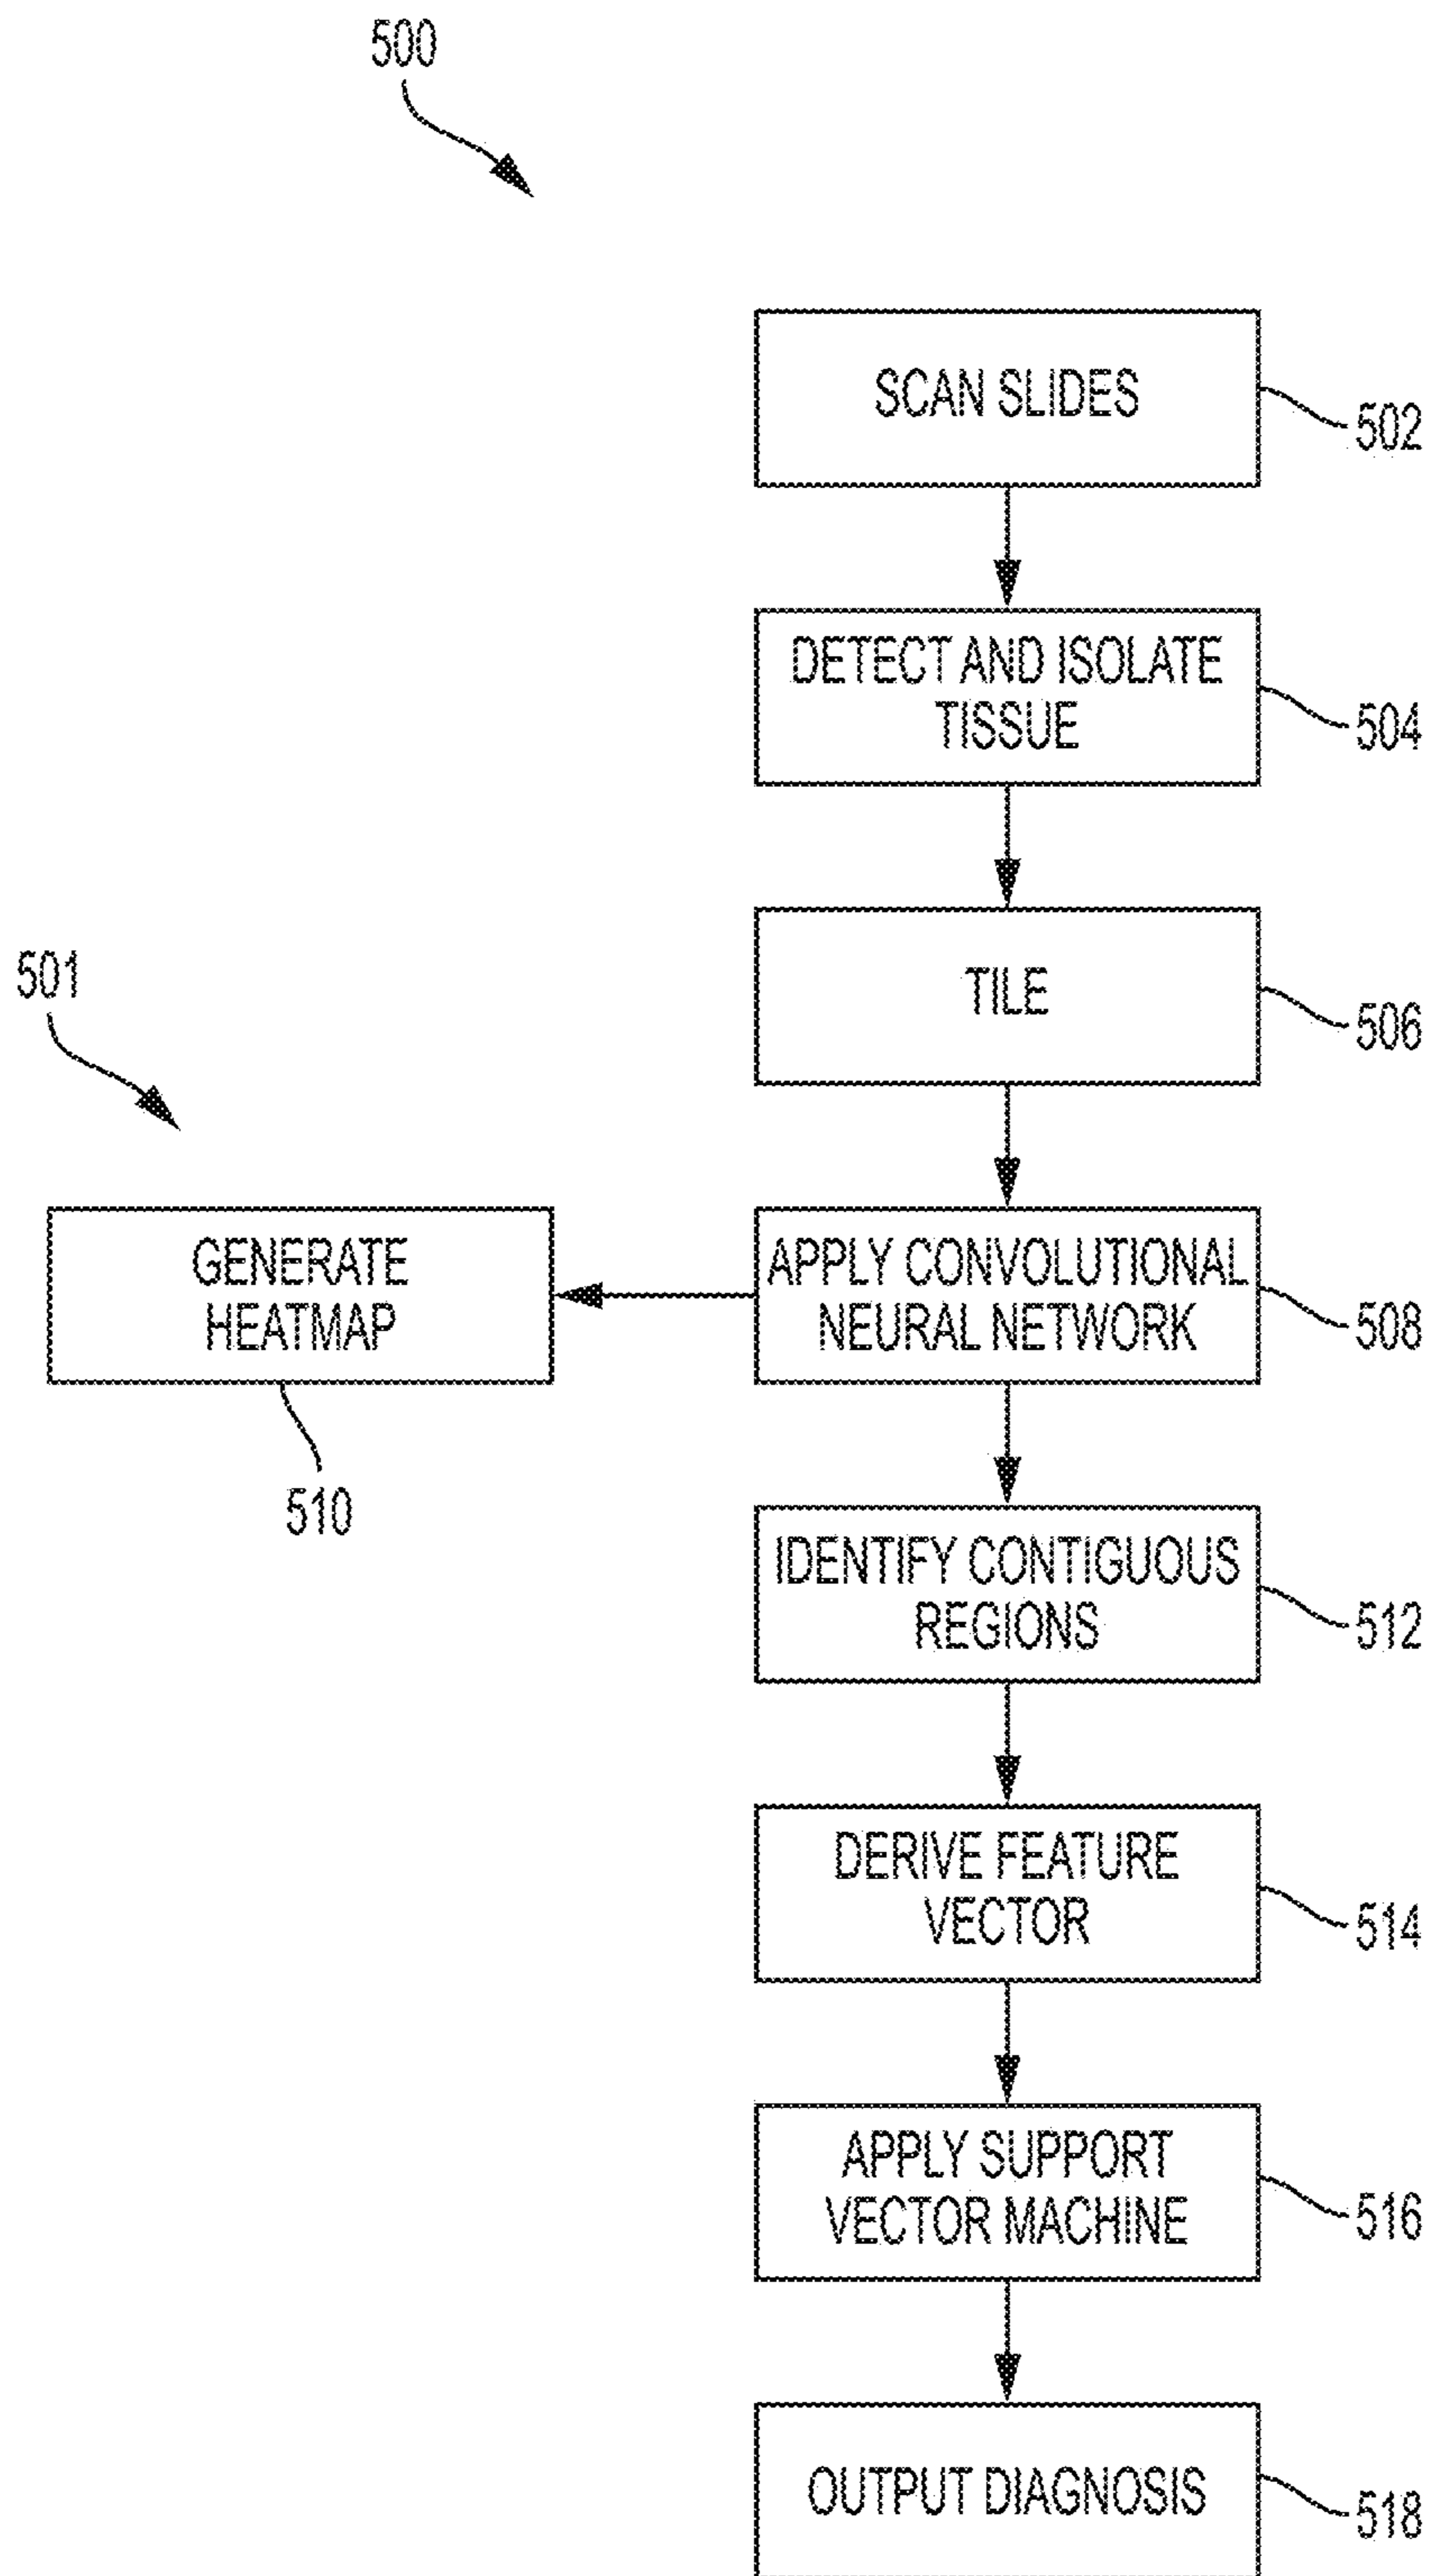 500
SCAN SLIDES
502
DETECT AND ISOLATE
TISSUE
504
TILE
506
501
GENERATE
HEATMAP
510
APPLY CONVOLUTIONAL
NEURAL NETWORK
508
IDENTIFY CONTIGUOUS
REGIONS
512
DERIVE FEATURE
VECTOR
514
APPLY SUPPORT
VECTOR MACHINE
516
OUTPUT DIAGNOSIS
518